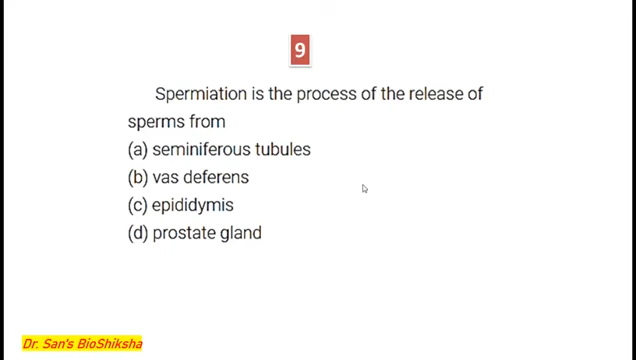 9
Spermiation is the process of the release of
sperms from
(a) seminiferous tubules
(b) vas deferens
(c) epididymis
(d) prostate gland
Dr. San's BioShiksha